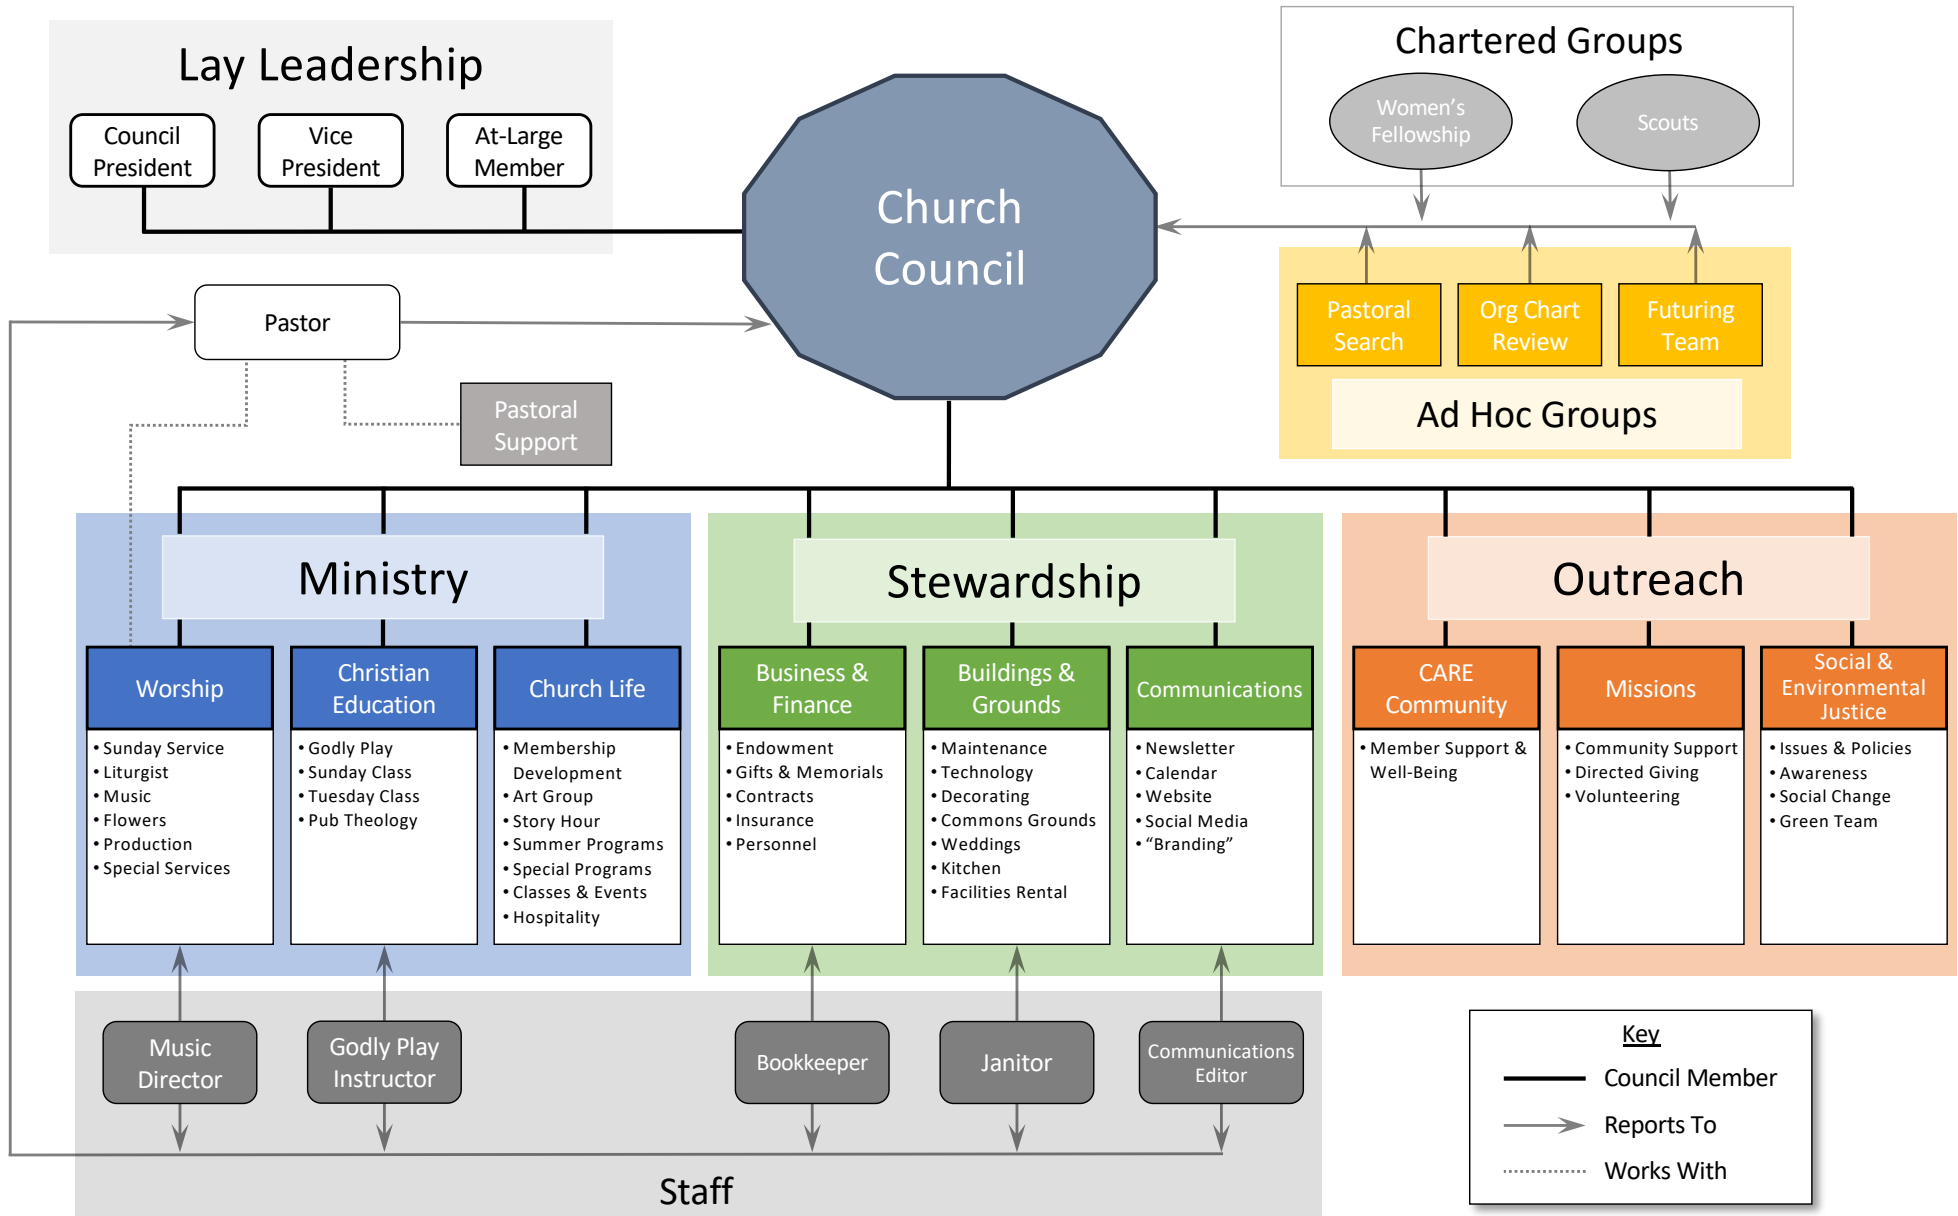 Lay Leadership
Council
President
Vice
President
At-Large
Member
Church
Council
Chartered Groups
Women's
Fellowship
Scouts
Pastoral
Search
Org Chart
Review
Futuring
Team
Ad Hoc Groups
Pastor
Pastoral
Support
Ministry
Worship
• Sunday Service
• Liturgist
• Music
• Flowers
• Production
• Special Services
Christian
Education
• Godly Play
• Sunday Class
• Tuesday Class
• Pub Theology
Church Life
• Membership
Development
• Art Group
• Story Hour
• Summer Programs
• Special Programs
• Classes & Events
• Hospitality
Stewardship
Business &
Finance
• Endowment
• Gifts & Memorials
• Contracts
• Insurance
• Personnel
Buildings &
Grounds
• Maintenance
• Technology
• Decorating
• Commons Grounds
• Weddings
• Kitchen
• Facilities Rental
Communications
• Newsletter
• Calendar
• Website
• Social Media
• “Branding”
Outreach
CARE
Community
• Member Support &
Well-Being
Missions
• Community Support
• Directed Giving
• Volunteering
Social &
Environmental
Justice
• Issues & Policies
• Awareness
• Social Change
• Green Team
Music
Director
Godly Play
Instructor
Bookkeeper
Janitor
Communications
Editor
Staff
Key
Council Member
Reports To
Works With